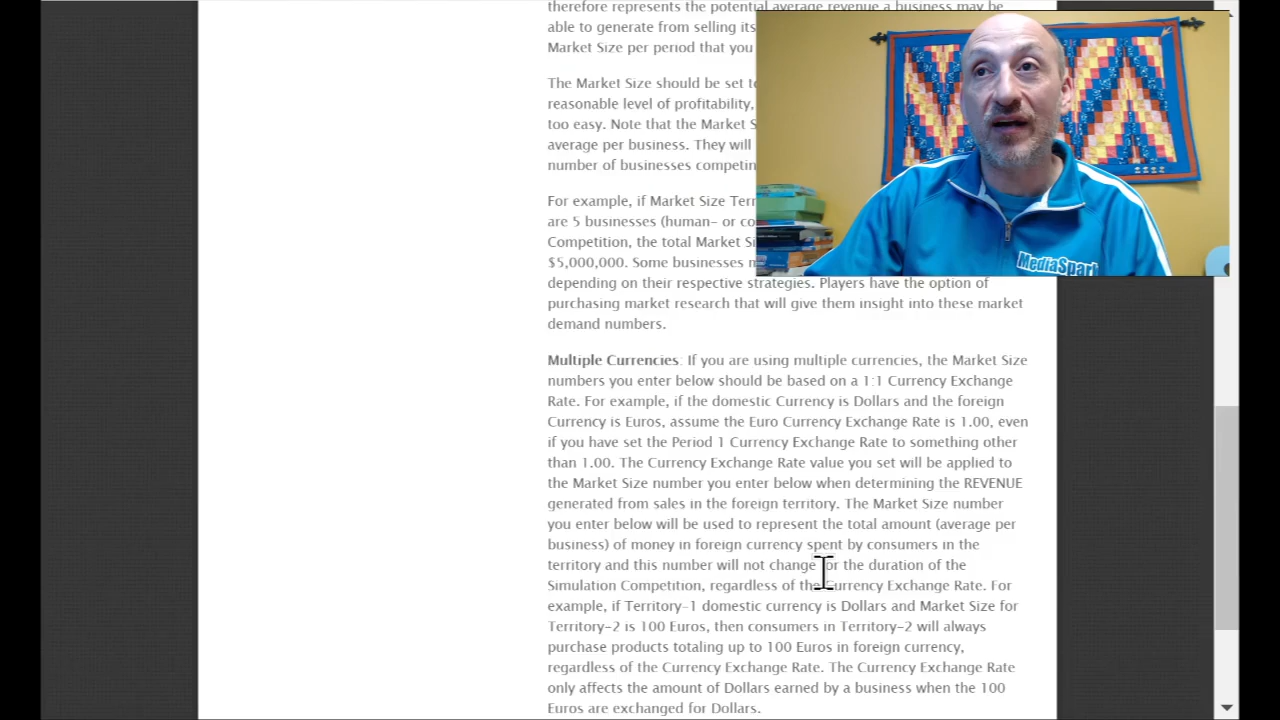 therefore represents the potential average revenue a business may be
able to generate from selling its
Market Size per period that you
The Market Size should be set to
reasonable level of profitability,
too easy. Note that the Market S
average per business. They will
number of businesses competin
For example, if Market Size Terr
are 5 businesses (human- or co
Competition, the total Market Si
$5,000,000. Some businesses m
depending on their respective strategies. Players have the option of
purchasing market research that will give them insight into these market
demand numbers.
Multiple Currencies: If you are using multiple currencies, the Market Size
numbers you enter below should be based on a 1:1 Currency Exchange
Rate. For example, if the domestic Currency is Dollars and the foreign
Currency is Euros, assume the Euro Currency Exchange Rate is 1.00, even
if you have set the Period 1 Currency Exchange Rate to something other
than 1.00. The Currency Exchange Rate value you set will be applied to
the Market Size number you enter below when determining the REVENUE
generated from sales in the foreign territory. The Market Size number
you enter below will be used to represent the total amount (average per
business) of money in foreign currency spent by consumers in the
territory and this number will not change for the duration of the
Simulation Competition, regardless of the Currency Exchange Rate. For
example, if Territory-1 domestic currency is Dollars and Market Size for
Territory-2 is 100 Euros, then consumers in Territory-2 will always
purchase products totaling up to 100 Euros in foreign currency,
regardless of the Currency Exchange Rate. The Currency Exchange Rate
only affects the amount of Dollars earned by a business when the 100
Euros are exchanged for Dollars.
MediaSpark